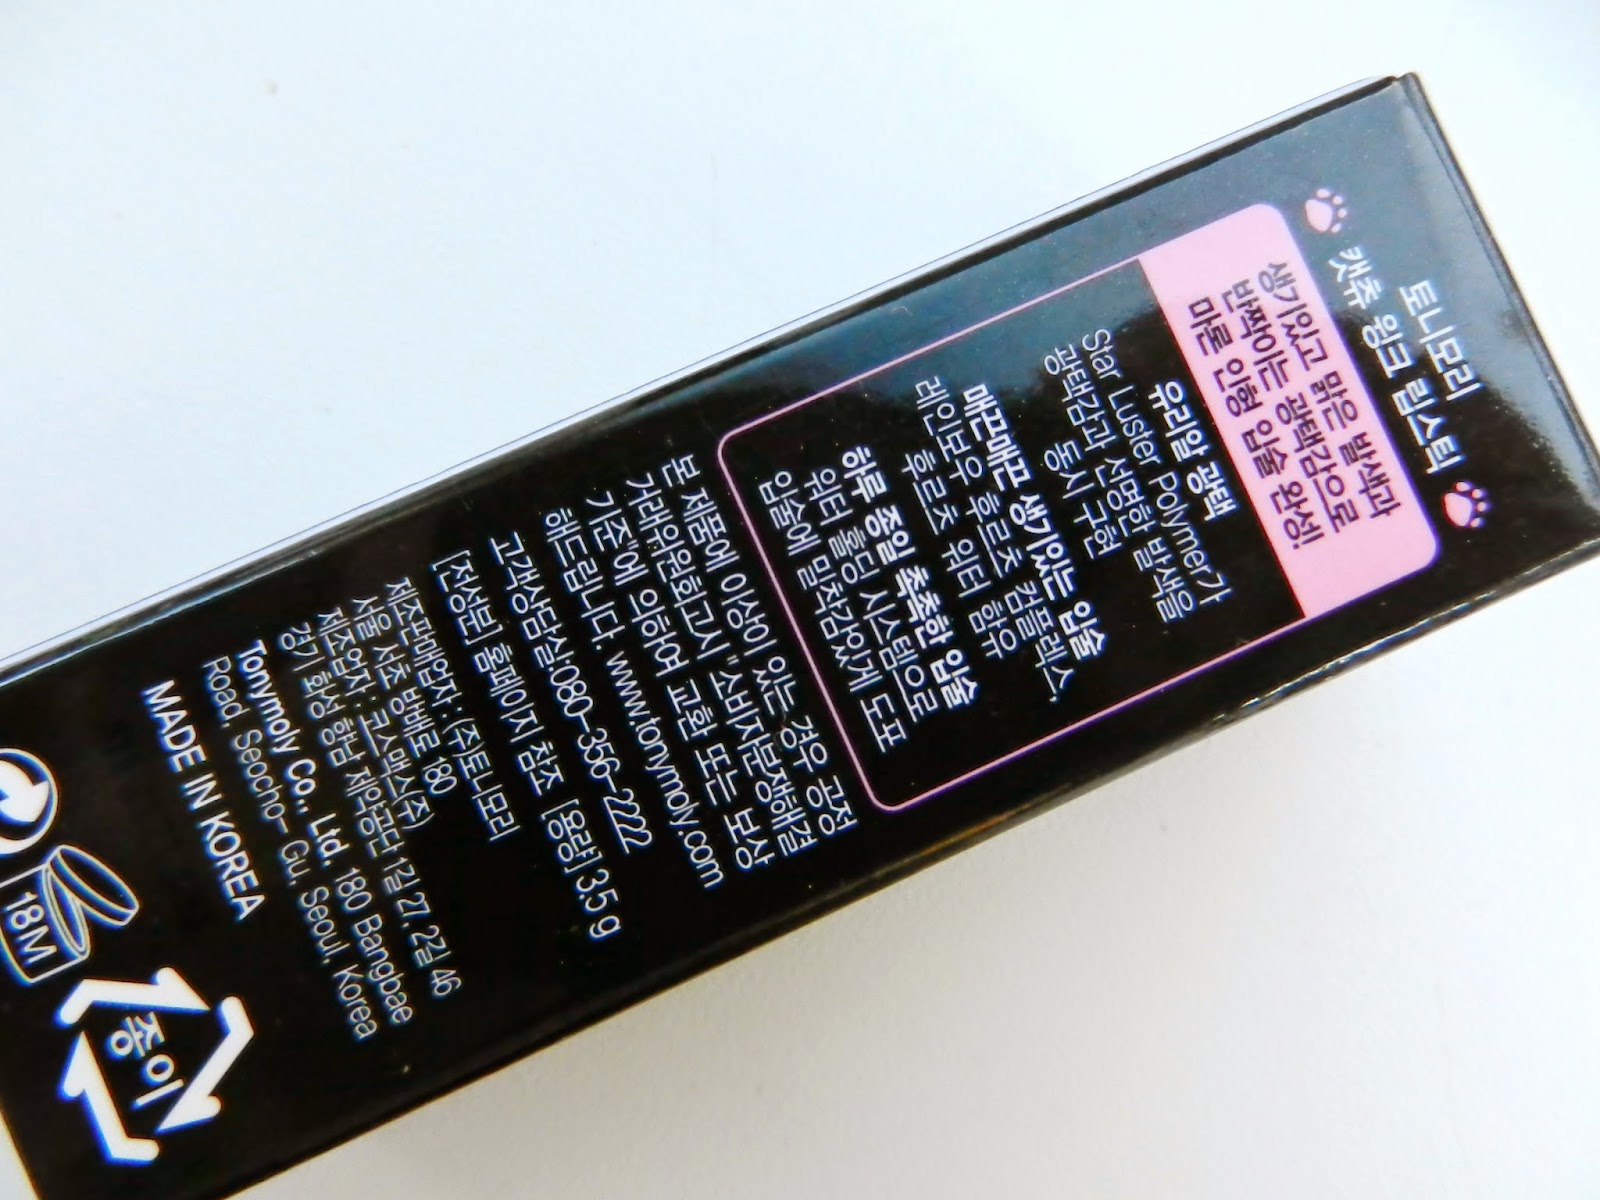 토니모리
캣츄 윙크 립스틱
생기있고 맑은 발색과
반짝이는 광택감으로
마론 인형 입술 완성!
유리알 광택
Star Luster Polymer가
광택감과 선명한 발색을
동시 구현
매끈매끈 생기있는 입술
레인보우 후르츠 컴플렉스,
후르츠 워터 함유
하루 종일 촉촉한 입술
워터 홀딩 시스템으로
입술에 밀착감있게 도포
본 제품에 이상이 있는 경우 공정
거래위원회고시 "소비자분쟁해결
기준"에 의하여 교환 또는 보상
해드립니다. www.tonymoly.com
고객상담실:080-356-2222
[전성분] 홈페이지 참조 [용량] 3.5 g
제조판매업자 : (주)토니모리
서울 서초 방배로 180
제조업자 : 코스맥스(주)
경기 화성 향남 제약공단 1길 27, 2길 46
Tonymoly Co., Ltd. 180 Bangbae
Road, Seocho- Gu, Seoul, Korea
MADE IN KOREA
18M
종이